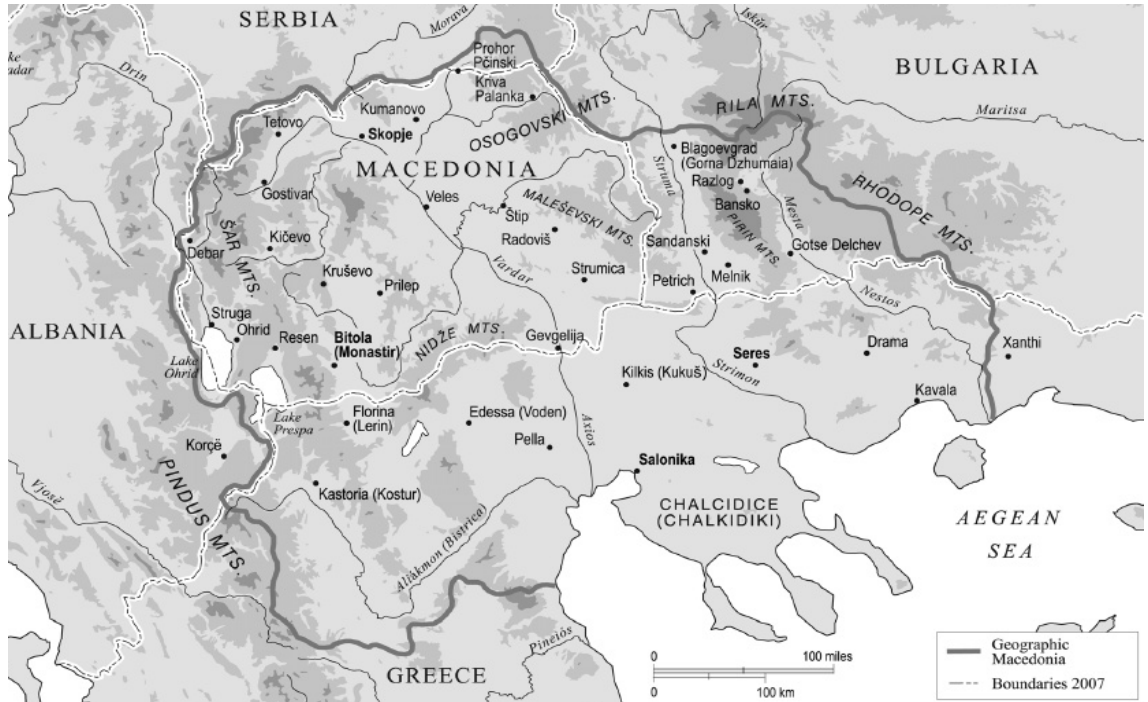 SERBIA
Morava
Iskŭr
BULGARIA
Drin
Prohor
Pčinski
Kriva
Palanka
Kumanovo
Tetovo
Skopje
OSOGOVSKI MTS.
RILA MTS.
Maritsa
MACEDONIA
Blagoevgrad
(Gorna Dzhumaia)
Struma
Gostivar
Razlog
Bansko
Mesta
RHODOPE MTS.
Veles
Štip
MALEŠEVSKI MTS.
PIRIN MTS.
Radoviš
Debar
ŠAR MTS.
Kičevo
Sandanski
Gotse Delchev
Kruševo
Prilep
Vardar
Strumica
Petrich
Melnik
Nestos
ALBANIA
Struga
Ohrid
Resen
Bitola
(Monastir)
NIDŽE MTS.
Gevgelija
Lake
Ohrid
Seres
Drama
Xanthi
Kilkis (Kukuš)
Strimon
Kavala
Lake
Prespa
Florina
(Lerin)
Edessa (Voden)
Axios
Pella
Korçë
PINDUS MTS.
Vjosë
Kastoria (Kostur)
Salonika
CHALCIDICE
(CHALKIDIKI)
AEGEAN
SEA
Aliákmon (Bistrica)
Pineiós
GREECE
0
100 miles
0
100 km
Geographic
Macedonia
Boundaries 2007